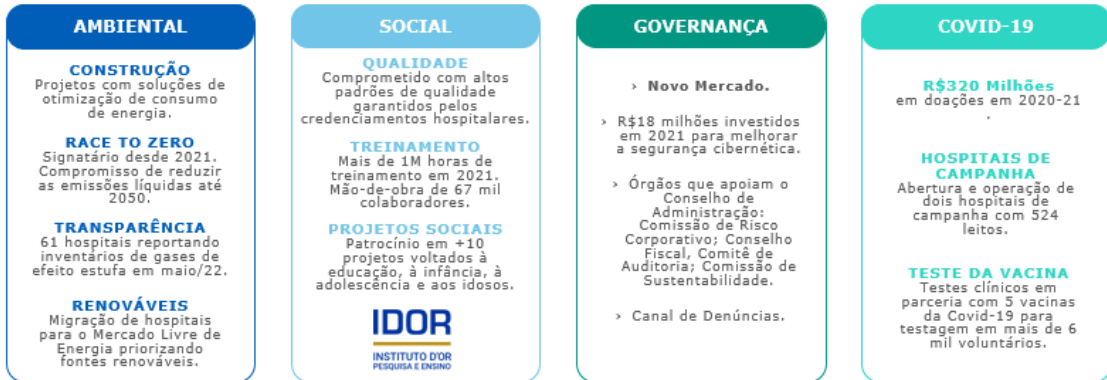 AMBIENTAL
CONSTRUÇÃO
Projetos com soluções de
otimização de consumo
de energia.
RACE TO ZERO
Signatário desde 2021.
Compromisso de reduzir
as emissões líquidas até
2050.
TRANSPARÊNCIA
61 hospitais reportando
inventários de gases de
efeito estufa em maio/22.
RENOVÁVEIS
Migração de hospitais
para o Mercado Livre de
Energia priorizando
fontes renováveis.
SOCIAL
QUALIDADE
Comprometido com altos
padrões de qualidade
garantidos pelos
credenciamentos hospitalares.
TREINAMENTO
Mais de 1M horas de
treinamento em 2021.
Mão-de-obra de 67 mil
colaboradores.
PROJETOS SOCIAIS
Patrocínio em +10
projetos voltados à
educação, à infância, à
adolescência e aos idosos.
IDOR
INSTITUTO D'OR
PESQUISA E ENSINO
GOVERNANÇA
› Novo Mercado.
› R$18 milhões investidos
em 2021 para melhorar
a segurança cibernética.
› Órgãos que apoiam o
Conselho de
Administração:
Comissão de Risco
Corporativo; Conselho
Fiscal, Comitê de
Auditoria; Comissão de
Sustentabilidade.
› Canal de Denúncias.
COVID-19
R$320 Milhões
em doações em 2020-21
.
HOSPITAIS DE
CAMPANHA
Abertura e operação de
dois hospitais de
campanha com 524
leitos.
TESTE DA VACINA
Testes clínicos em
parceria com 5 vacinas
da Covid-19 para
testagem em mais de 6
mil voluntários.